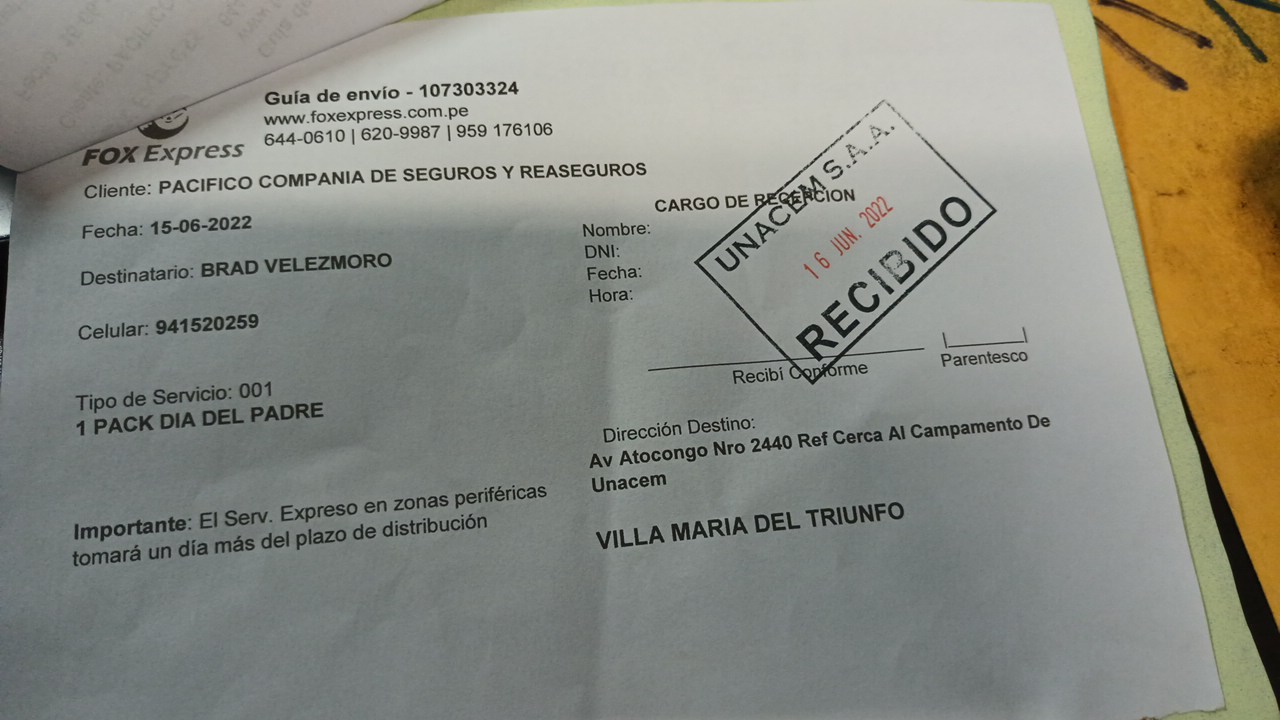 Guía de envío - 107303324
www.foxexpress.com.pe
644-0610 | 620-9987 | 959 176106
FOX Express
Cliente: PACIFICO COMPANIA DE SEGUROS Y REASEGUROS
Fecha: 15-06-2022
Destinatario: BRAD VELEZMORO
Celular: 941520259
Tipo de Servicio: 001
1 PACK DIA DEL PADRE
Importante: El Serv. Expreso en zonas periféricas
tomará un día más del plazo de distribución
CARGO DE RECEPCION
Nombre:
DNI:
Fecha:
Hora:
UNACEM S.A.A.
16 JUN. 2022
RECIBIDO
Recibí Conforme
Parentesco
Dirección Destino:
Av Atocongo Nro 2440 Ref Cerca Al Campamento De
Unacem
VILLA MARIA DEL TRIUNFO